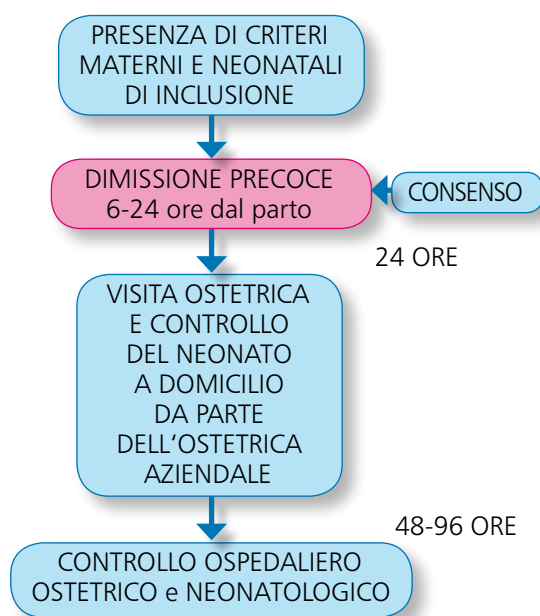 PRESENZA DI CRITERI
MATERNI E NEONATALI
DI INCLUSIONE
DIMISSIONE PRECOCE
6-24 ore dal parto
CONSENSO
24 ORE
VISITA OSTETRICA
E CONTROLLO
DEL NEONATO
A DOMICILIO
DA PARTE
DELL'OSTETRICA
AZIENDALE
48-96 ORE
CONTROLLO OSPEDALIERO
OSTETRICO e NEONATOLOGICO